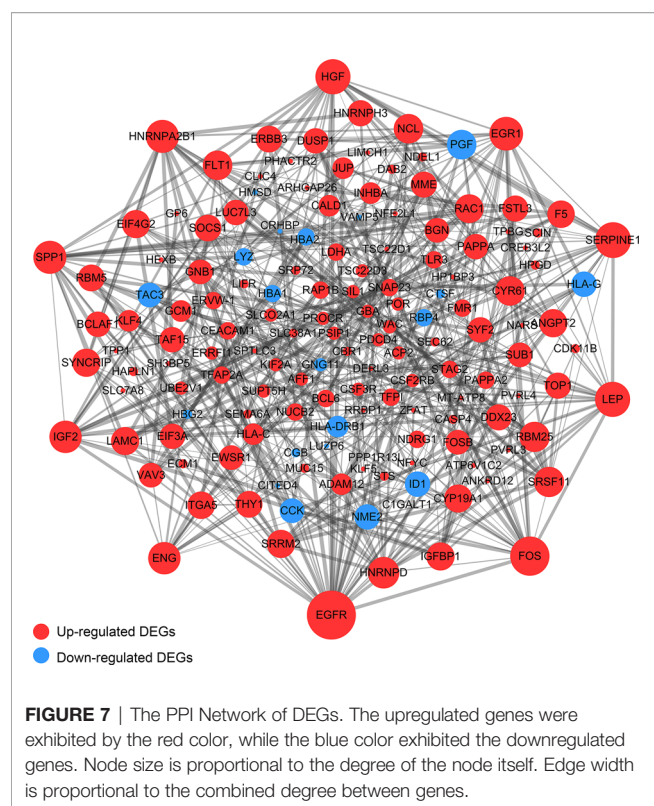 HGF
HNRNPH3
HNRNPA2B1
ERBB3
DUSP1
NCL
EGR1
PGF
LIMCH1
NDEL1
PHACTR2
FLT1
CLIC4
JUP
DAB2
MME
HMSD
ARHGAP26
INHBA
CALD1
RAC1
FSTL3
F5
GP6
LUC7L3
VAMP5
NFE2L1
EIF4G2
SOCS1
CRHBP
HBA2
BGN
TPBG
SCIN
SERPINE1
LDHA
TSC22D1
PAPPA
CREB3L2
SPP1
HEXB
LYZ
SRP72
TLR3
HPGD
RBM5
GNB1
LIFR
TSC22D3
HP1BP3
TAC3
ERVW-1
HBA1
RAP1B
SIL1
SNAP23
CTSF
CYR61
HLA-G
GCM1
SLCO2A1
GBA
POR
FMR1
BCLAF1
KLF4
CEACAM1
PROCR
WAC
RBP4
SYF2
NARS
ANGPT2
TAF15
SLC38A1
PSIP1
PDCD4
SEC62
SYNCRIP
TPP1
ERRFI1
CBR1
ACP2
SUB1
CDK11B
SH3BP5
SPTLC3
GNG11
DERL3
STAG2
HAPLN1
TFAP2A
KIF2A
AFF1
CSF2RB
PAPPA2
TOP1
SLC7A8
UBE2V1
SUPT5H
CSF3R
TFPI
MT-ATP8
PVRL4
LEP
NUCB2
BCL6
RRBP1
ZFAT
HBG2
SEMA6A
HLA-DRB1
CASP4
DDX23
IGF2
LAMC1
EIF3A
HLA-C
LUZP6
NDRG1
FOSB
RBM25
CGB
PPP1R13L
PVRL3
EWSR1
MUC15
KLF5
NFYC
ATP6V1C2
VAV3
ECM1
CITED4
ADAM12
STS
ID1
ANKRD12
SRSF11
ITGA5
THY1
C1GALT1
CYP19A1
CCK
NME2
ENG
SRRM2
IGFBP1
FOS
HNRNPD
EGFR
Up-regulated DEGs
Down-regulated DEGs
FIGURE 7 | The PPI Network of DEGs. The upregulated genes were
exhibited by the red color, while the blue color exhibited the downregulated
genes. Node size is proportional to the degree of the node itself. Edge width
is proportional to the combined degree between genes.